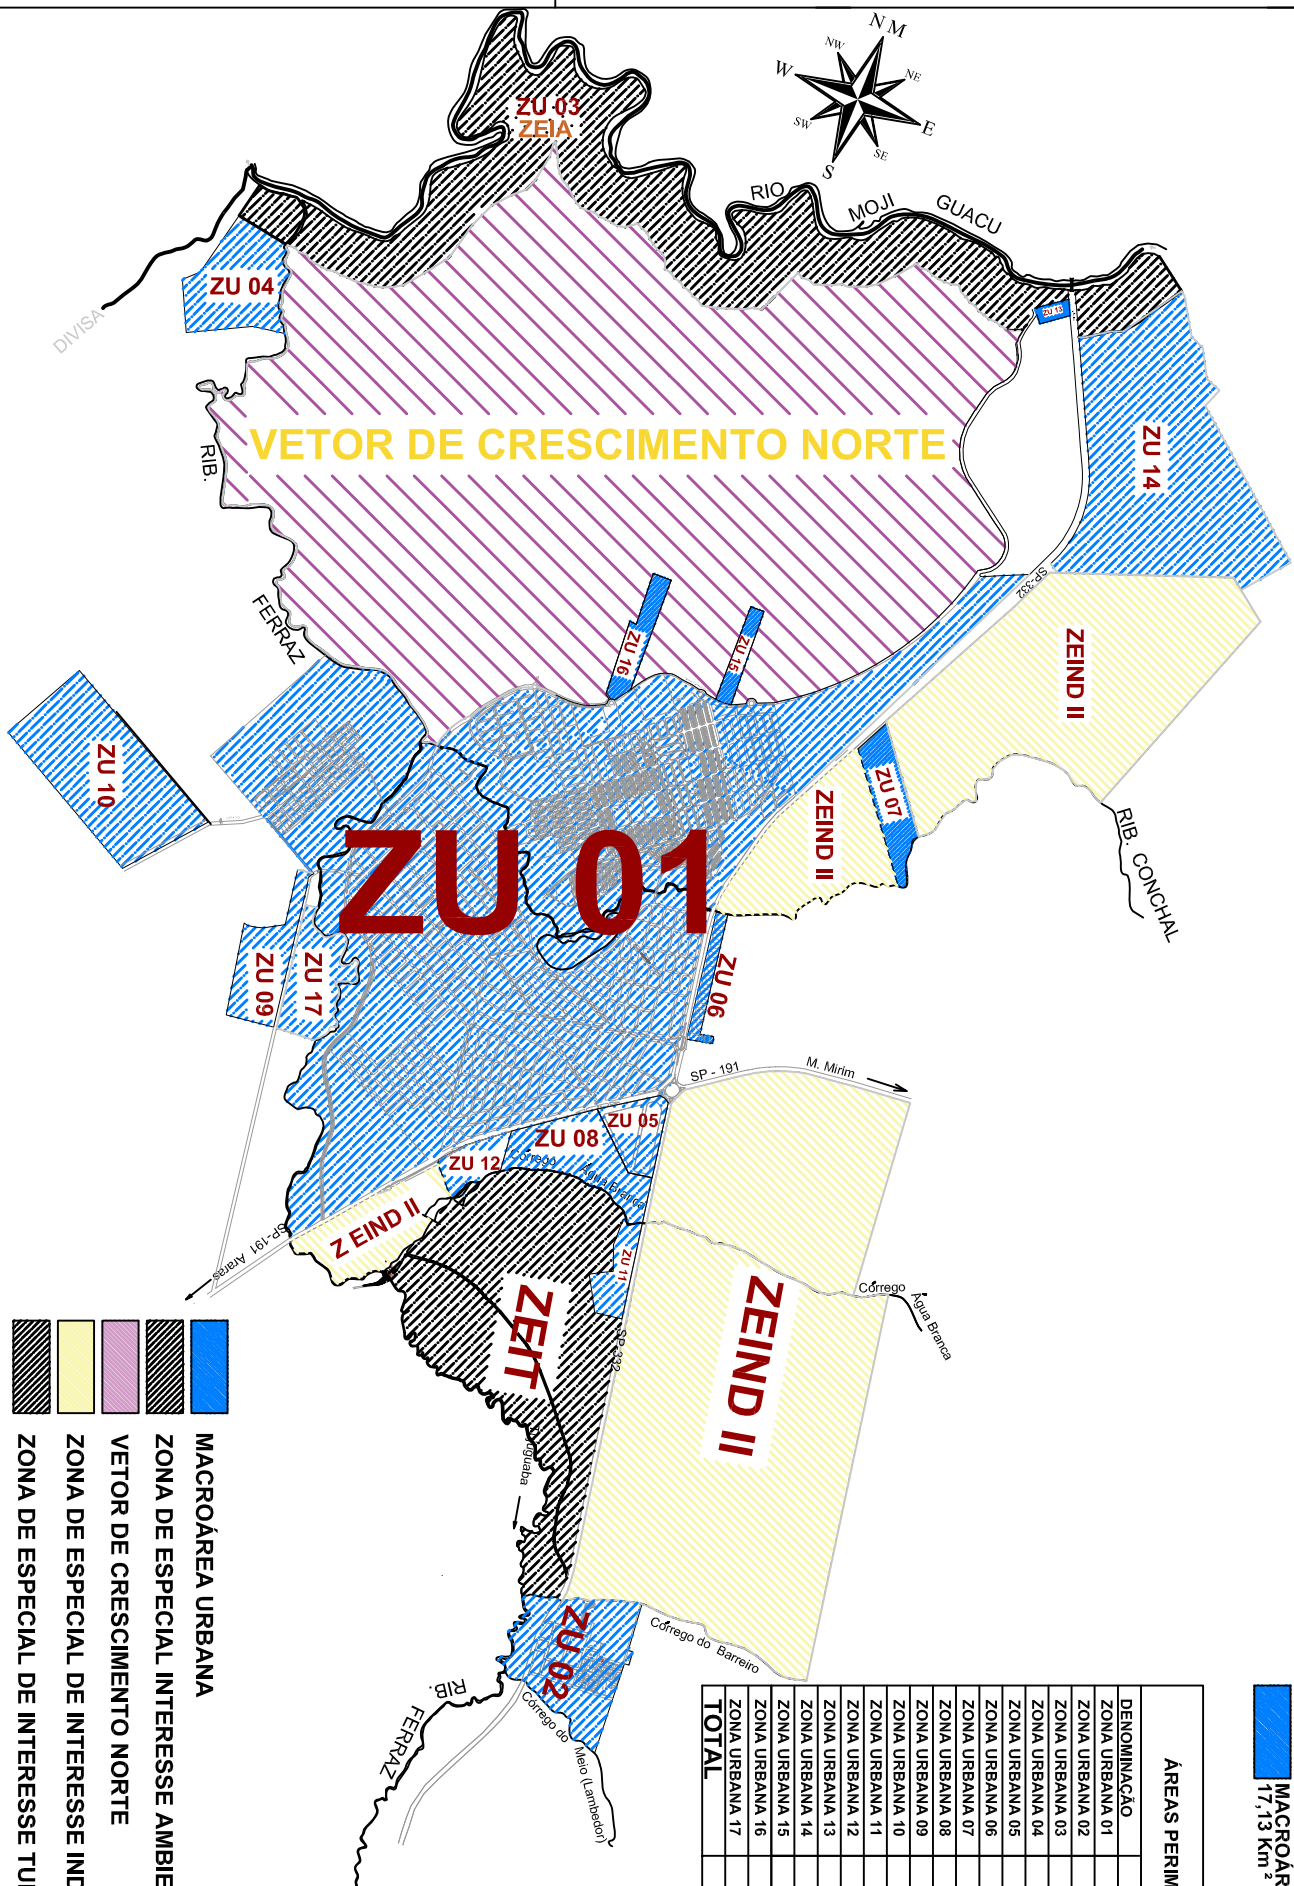 N M
NW
NE
W
E
SW
SE
S
ZU 03
ZEIA
RIO
MOJI
GUACU
ZU 04
DIVISA
ZU 13
ZU 14
VETOR DE CRESCIMENTO NORTE
RIB.
FERRAZ
SP-332
ZEIND II
ZU 16
ZU 15
ZU 10
ZU 07
ZEIND II
RIB. CONCHAL
ZU 01
ZU 09
ZU 17
ZU 06
SP - 191
M. Mirim
ZU 05
ZU 08
ZU 12
Córrego
Água Branca
Z EIND II
SP-191 Araras
ZU 11
ZEIT
SP-332
ZEIND II
Córrego
Água Branca
ZU 02
Córrego do Barreiro
RIB.
FERRAZ
Córrego do
Meio (Lambedor)
MACROÁREA URBANA
ZONA DE ESPECIAL INTERESSE AMBIE
VETOR DE CRESCIMENTO NORTE
ZONA DE ESPECIAL DE INTERESSE IND
ZONA DE ESPECIAL DE INTERESSE TU
MACROÁR
17,13 Km²
ÁREAS PERIM
DENOMINAÇÃO
ZONA URBANA 01
ZONA URBANA 02
ZONA URBANA 03
ZONA URBANA 04
ZONA URBANA 05
ZONA URBANA 06
ZONA URBANA 07
ZONA URBANA 08
ZONA URBANA 09
ZONA URBANA 10
ZONA URBANA 11
ZONA URBANA 12
ZONA URBANA 13
ZONA URBANA 14
ZONA URBANA 15
ZONA URBANA 16
ZONA URBANA 17
TOTAL